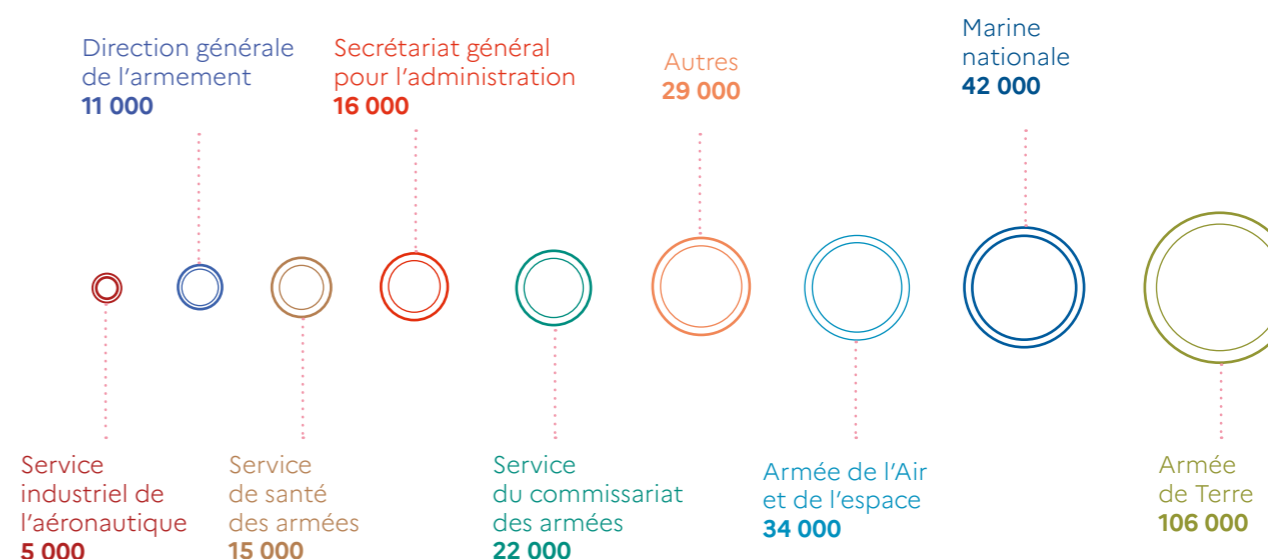 Direction générale
de l'armement
11 000
Secrétariat général
pour l'administration
16 000
Autres
29 000
Marine
nationale
42 000
Service
industriel de
l'aéronautique
5 000
Service
de santé
des armées
15 000
Service
du commissariat
des armées
22 000
Armée de l'Air
et de l'espace
34 000
Armée
de Terre
106 000